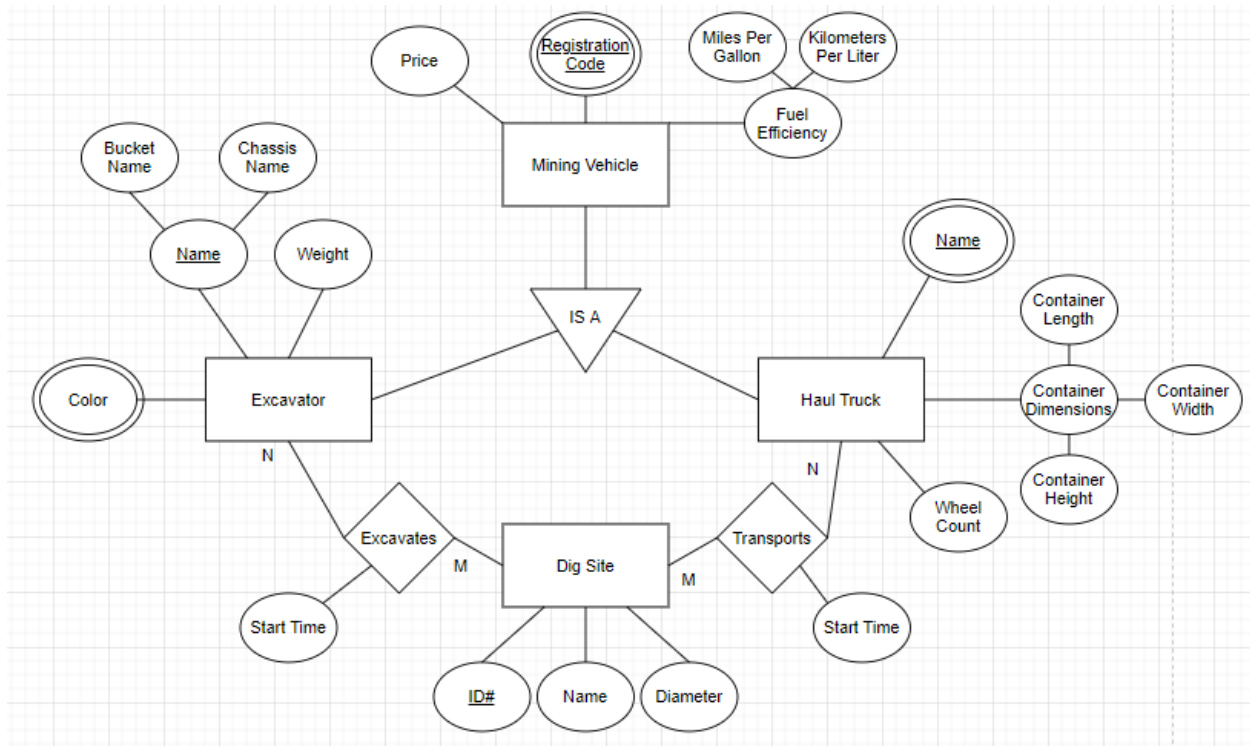 Price
Registration
Code
Miles Per
Gallon
Kilometers
Per Liter
Fuel
Efficiency
Mining Vehicle
Bucket
Name
Chassis
Name
Name
Weight
Name
IS A
Container
Length
Color
Excavator
Haul Truck
Container
Dimensions
Container
Width
N
N
Container
Height
Wheel
Count
Excavates
M
Dig Site
M
Transports
Start Time
Start Time
ID#
Name
Diameter